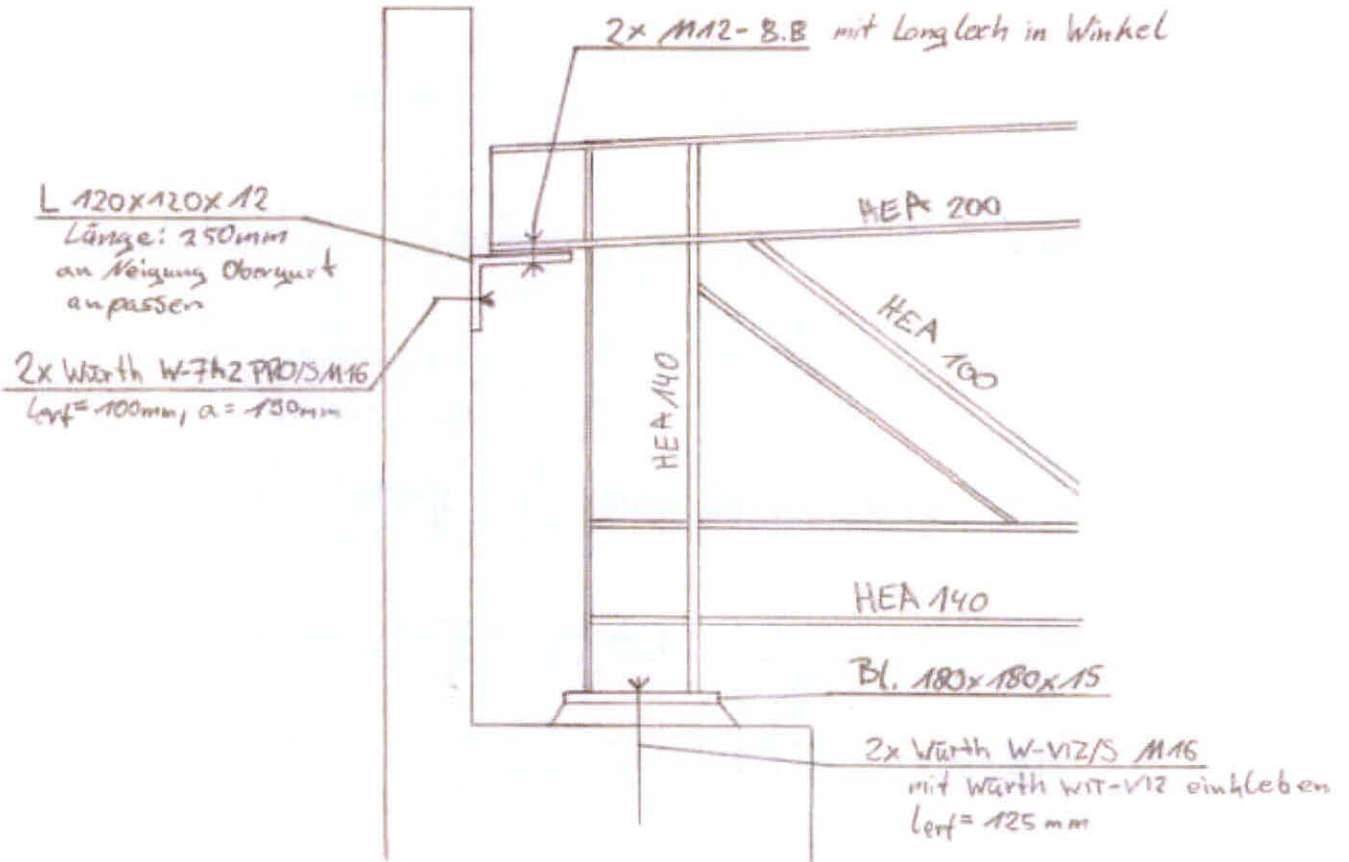 2x M12-8.8 mit Langloch in Winkel
L 120x120x12
Länge: 250mm
an Neigung Obergurt
anpassen
HEA 200
HEA 100
2x Würth W-FAZ PRO/S M16
lerf= 100mm, a= 190mm
HEA 140
HEA 140
Bl. 180x180x15
2x Würth W-VIZ/S M16
mit Würth WIT-VIZ einkleben
lerf= 125 mm